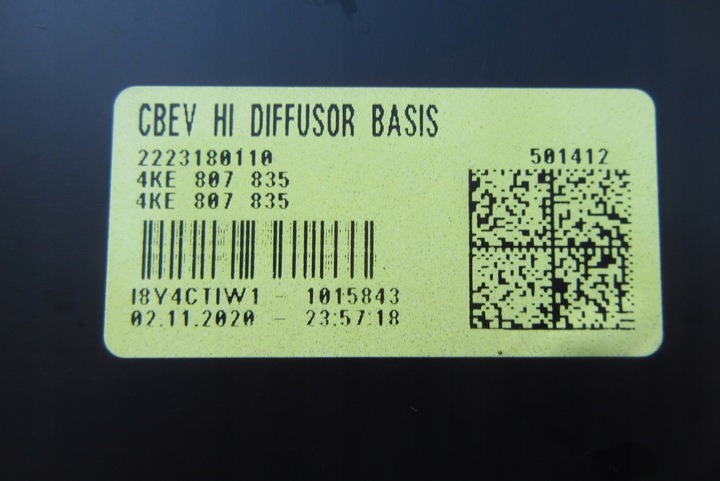 CBEV HI DIFFUSOR BASIS
2223180110
501412
4KE 807 835
4KE 807 835
I8Y4CTIW1 - 1015843
02.11.2020 - 23:57:18